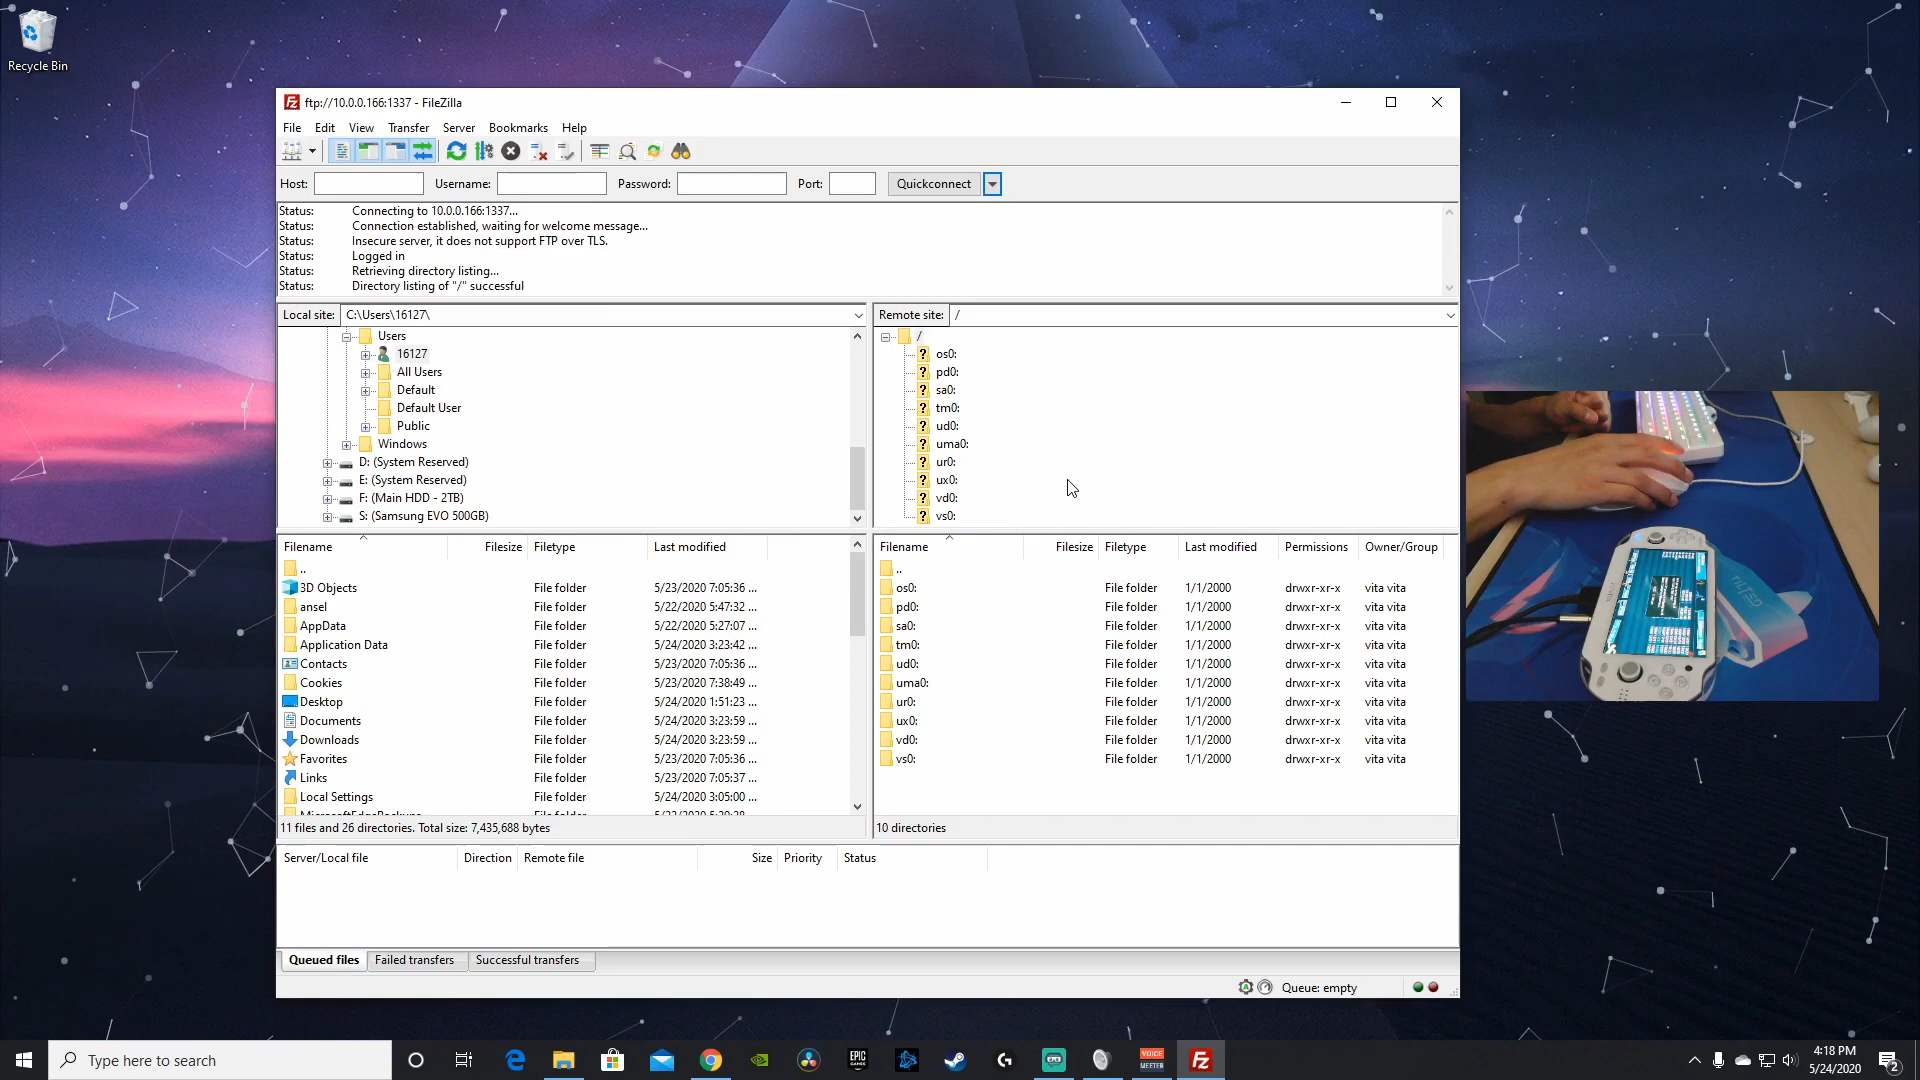 Recycle Bin
ftp://10.0.0.166:1337 - FileZilla
File Edit View Transfer Server Bookmarks Help
Host: Username: Password: Port: Quickconnect
Status: Connecting to 10.0.0.166:1337...
Status: Connection established, waiting for welcome message...
Status: Insecure server, it does not support FTP over TLS.
Status: Logged in
Status: Retrieving directory listing...
Status: Directory listing of "/" successful
Local site: C:\Users\16127\
Users
16127
All Users
Default
Default User
Public
Windows
D: (System Reserved)
E: (System Reserved)
F: (Main HDD - 2TB)
S: (Samsung EVO 500GB)
Remote site: /
/
os0:
pd0:
sa0:
tm0:
ud0:
uma0:
ur0:
ux0:
vd0:
vs0:
Filename Filesize Filetype Last modified
..
3D Objects File folder 5/23/2020 7:05:36 ...
ansel File folder 5/22/2020 5:47:32 ...
AppData File folder 5/22/2020 5:27:07 ...
Application Data File folder 5/24/2020 3:23:42 ...
Contacts File folder 5/23/2020 7:05:36 ...
Cookies File folder 5/23/2020 7:38:49 ...
Desktop File folder 5/24/2020 1:51:23 ...
Documents File folder 5/24/2020 3:23:59 ...
Downloads File folder 5/24/2020 3:23:59 ...
Favorites File folder 5/23/2020 7:05:36 ...
Links File folder 5/23/2020 7:05:37 ...
Local Settings File folder 5/24/2020 3:05:00 ...
11 files and 26 directories. Total size: 7,435,688 bytes
Filename Filesize Filetype Last modified Permissions Owner/Group
..
os0: File folder 1/1/2000 drwxr-xr-x vita vita
pd0: File folder 1/1/2000 drwxr-xr-x vita vita
sa0: File folder 1/1/2000 drwxr-xr-x vita vita
tm0: File folder 1/1/2000 drwxr-xr-x vita vita
ud0: File folder 1/1/2000 drwxr-xr-x vita vita
uma0: File folder 1/1/2000 drwxr-xr-x vita vita
ur0: File folder 1/1/2000 drwxr-xr-x vita vita
ux0: File folder 1/1/2000 drwxr-xr-x vita vita
vd0: File folder 1/1/2000 drwxr-xr-x vita vita
vs0: File folder 1/1/2000 drwxr-xr-x vita vita
10 directories
Server/Local file Direction Remote file Size Priority Status
Queued files Failed transfers Successful transfers
Queue: empty
TILTED
Type here to search
EPIC GAMES
VOICE MEETER
4:18 PM
5/24/2020
2